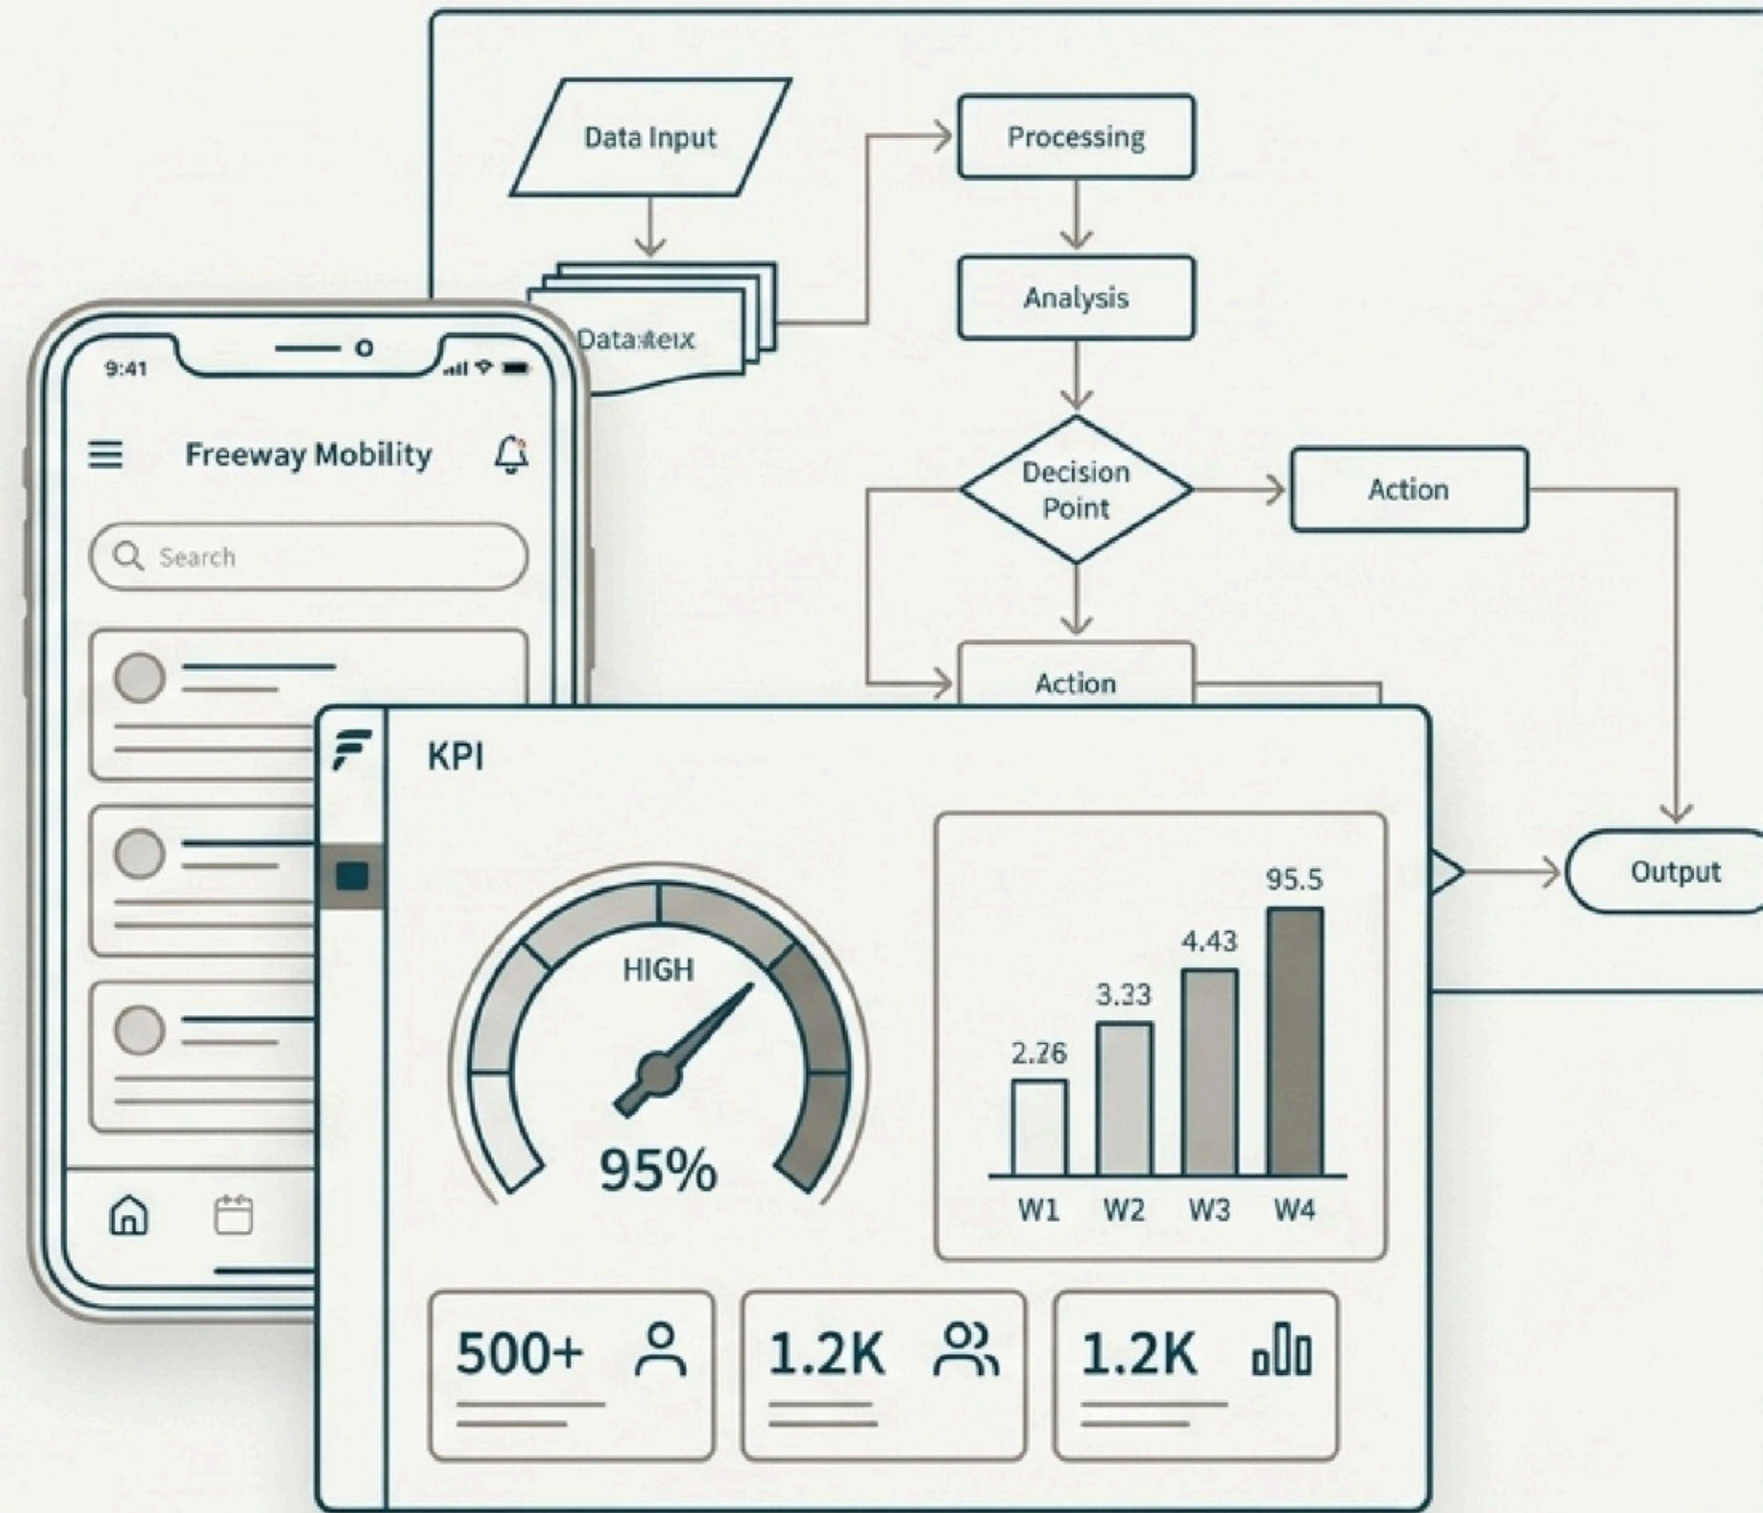 Data Input
Processing
Analysis
Decision
Point
Action
Action
Output
9:41
Freeway Mobility
Search
KPI
HIGH
95%
95.5
4.43
3.33
2.26
W1 W2 W3 W4
500+
1.2K
1.2K